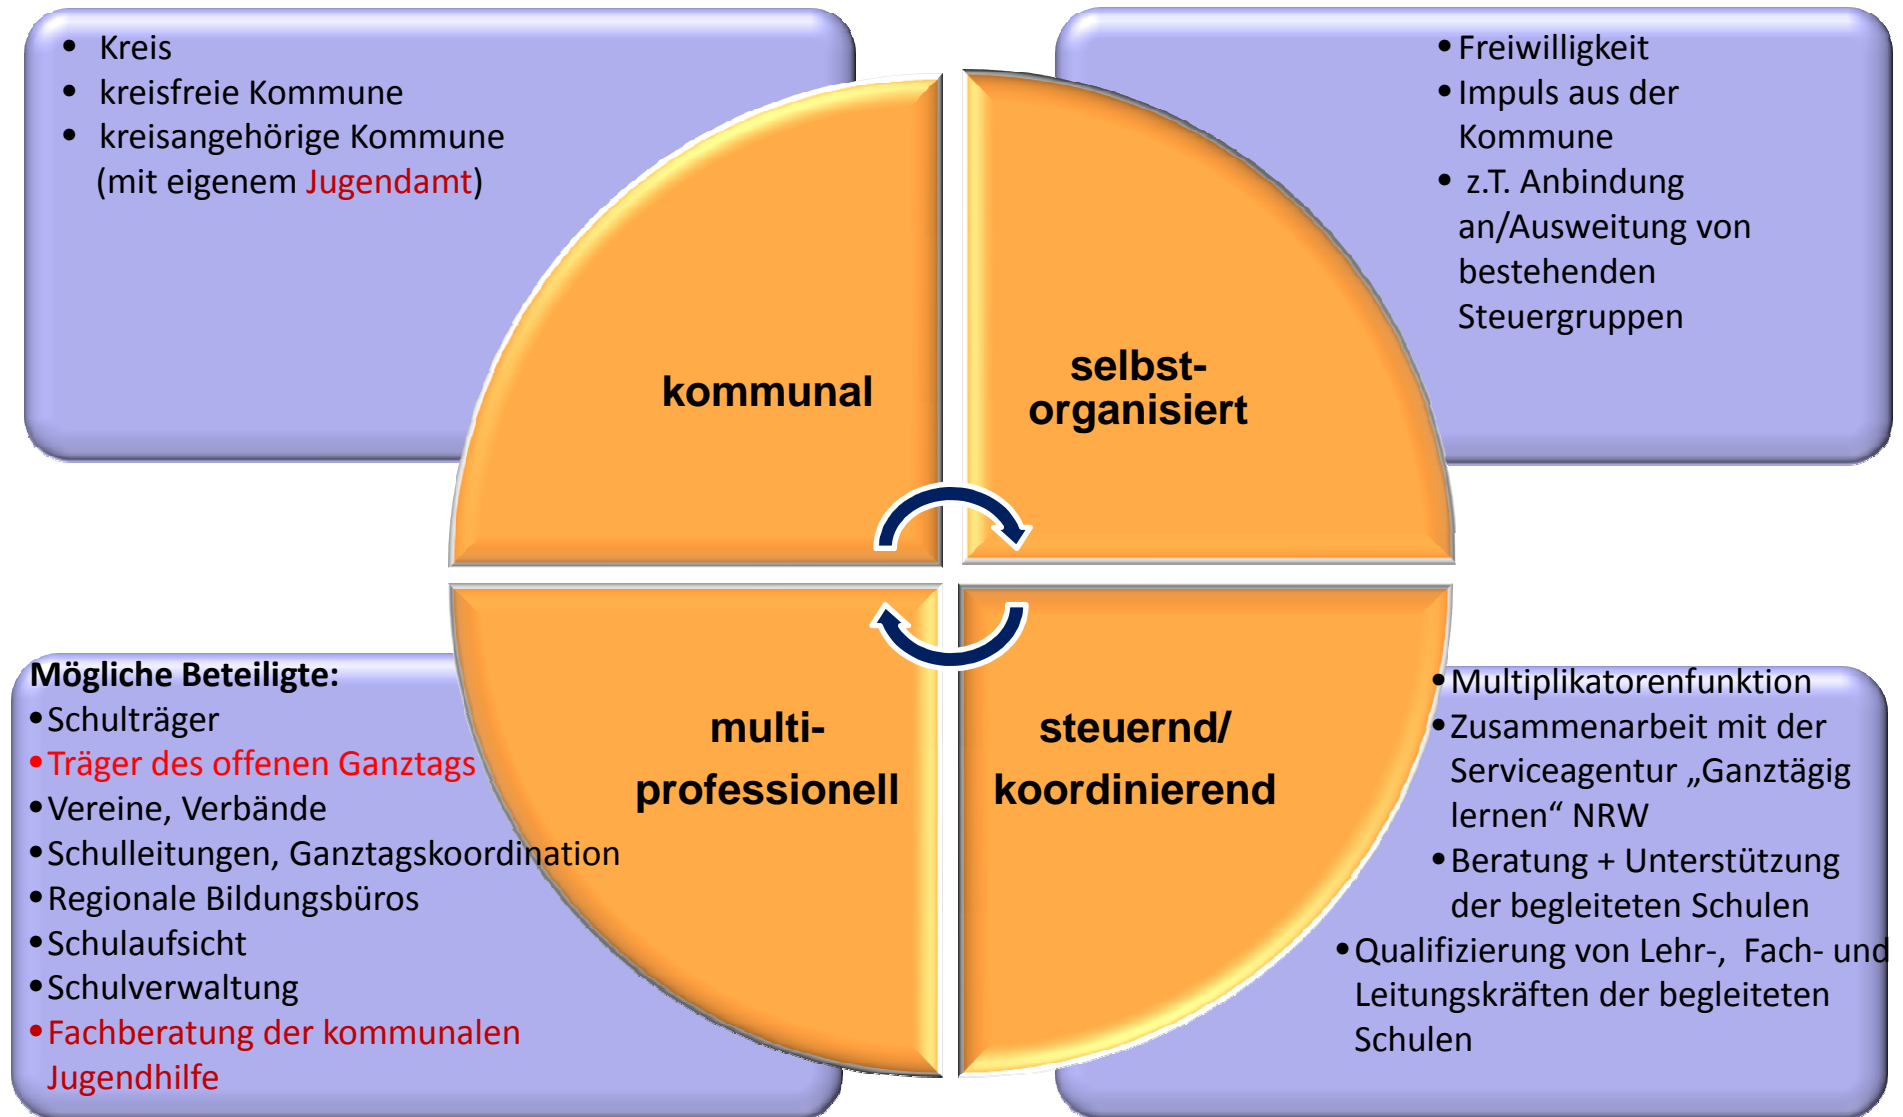 • Kreis
• kreisfreie Kommune
• kreisangehörige Kommune
(mit eigenem Jugendamt)
• Freiwilligkeit
• Impuls aus der
Kommune
• z.T. Anbindung
an/Ausweitung von
bestehenden
Steuergruppen
kommunal
selbst-
organisiert
multi-
professionell
steuernd/
koordinierend
Mögliche Beteiligte:
• Schulträger
• Träger des offenen Ganztags
• Vereine, Verbände
• Schulleitungen, Ganztagskoordination
• Regionale Bildungsbüros
• Schulaufsicht
• Schulverwaltung
• Fachberatung der kommunalen
Jugendhilfe
• Multiplikatorenfunktion
• Zusammenarbeit mit der
Serviceagentur „Ganztägig
lernen“ NRW
• Beratung + Unterstützung
der begleiteten Schulen
• Qualifizierung von Lehr-, Fach- und
Leitungskräften der begleiteten
Schulen